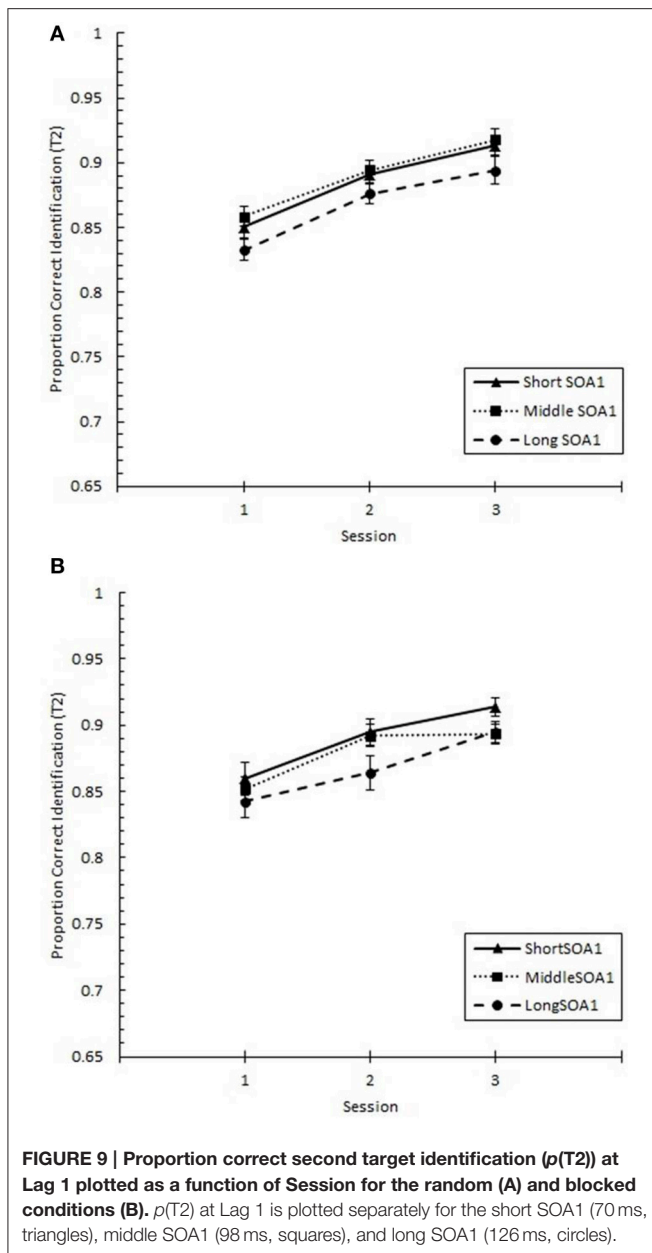 A
1
0.95
0.9
0.85
0.8
0.75
0.7
0.65
Proportion Correct Identification (T2)
Short SOA1
Middle SOA1
Long SOA1
1 2 3
Session
B
1
0.95
0.9
0.85
0.8
0.75
0.7
0.65
Proportion Correct Identification (T2)
ShortSOA1
MiddleSOA1
LongSOA1
1 2 3
Session
FIGURE 9 | Proportion correct second target identification (p(T2)) at
Lag 1 plotted as a function of Session for the random (A) and blocked
conditions (B). p(T2) at Lag 1 is plotted separately for the short SOA1 (70 ms,
triangles), middle SOA1 (98 ms, squares), and long SOA1 (126 ms, circles).